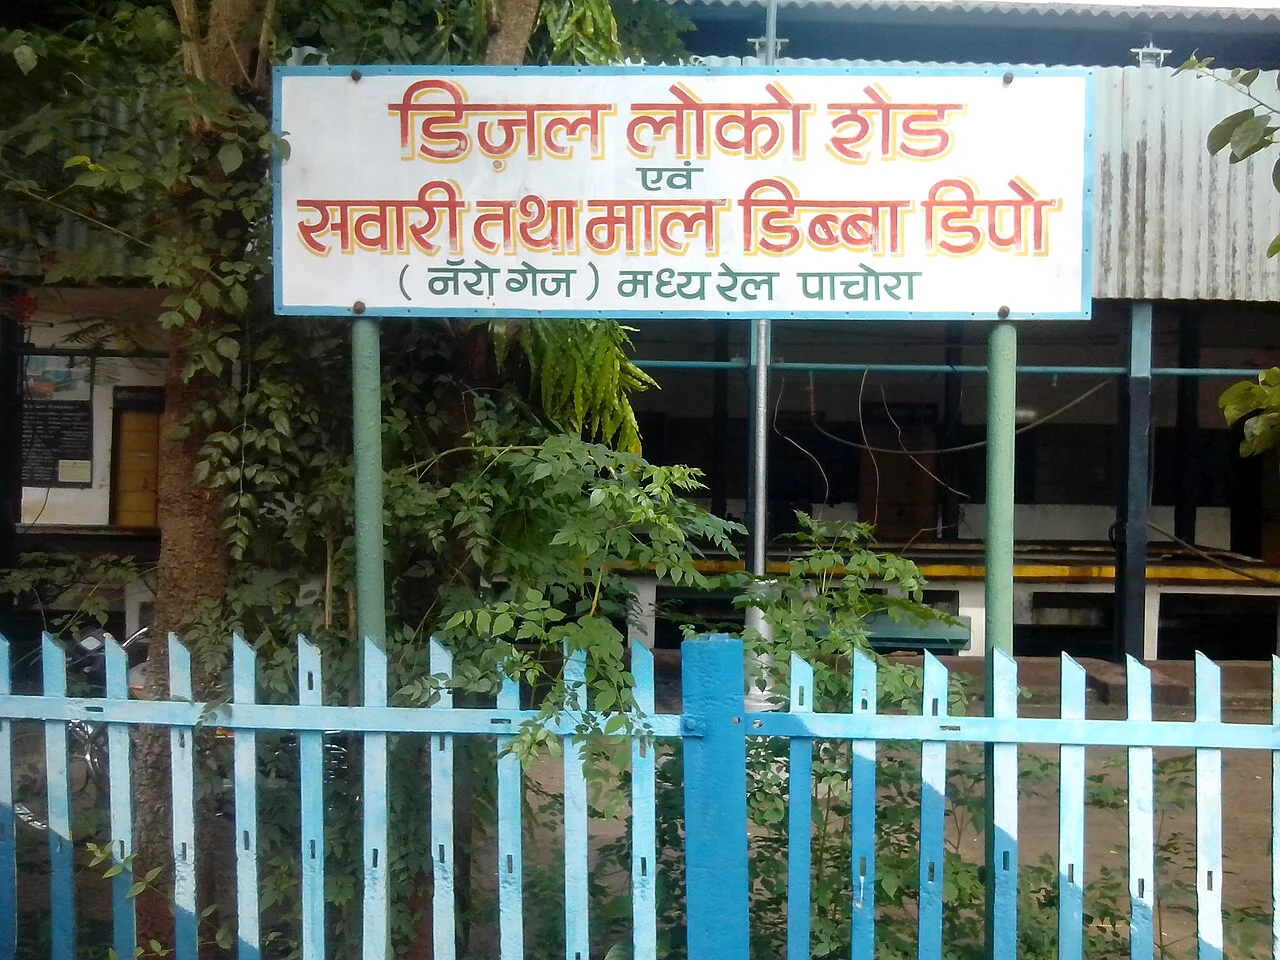 डिज़ल लोको शेड
एवं
सवारी तथा माल डिब्बा डिपो
( नॅरो गेज ) मध्य रेल पाचोरा